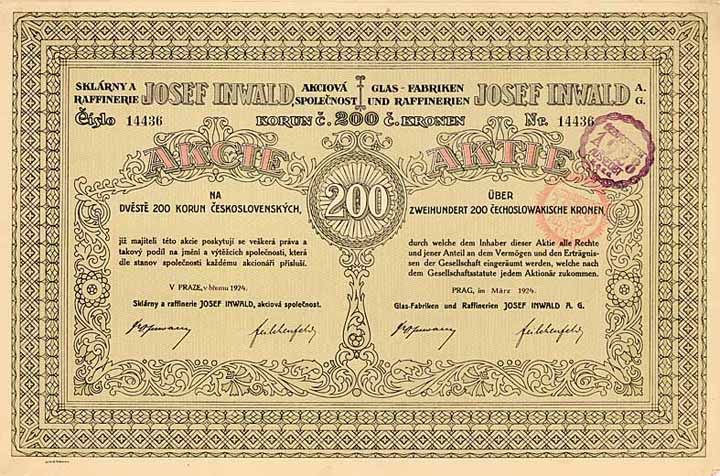 SKLÁRNY A RAFFINERIE JOSEF INWALD, AKCIOVÁ SPOLEČNOST
GLAS-FABRIKEN UND RAFFINERIEN JOSEF INWALD A. G.
Číslo 14436 KORUN č. 200 č. KRONEN Nr. 14436
AKCIE
NA
DVĚSTĚ 200 KORUN ČESKOSLOVENSKÝCH,
již majiteli této akcie poskytují se veškerá práva a
takový podíl na jmění a výtěžcích společnosti, která
dle stanov společnosti každému akcionáři přísluší.
V PRAZE, v březnu 1924.
Sklárny a raffinerie JOSEF INWALD, akciová společnost.
200
AKTIE
ÜBER
ZWEIHUNDERT 200 ČECHOSLOWAKISCHE KRONEN,
durch welche dem Inhaber dieser Aktie alle Rechte
und jener Anteil an dem Vermögen und den Erträgnis-
sen der Gesellschaft eingeräumt werden, welche nach
dem Gesellschaftsstatute jedem Aktionär zukommen.
PRAG, im März 1924.
Glas-Fabriken und Raffinerien JOSEF INWALD A. G.